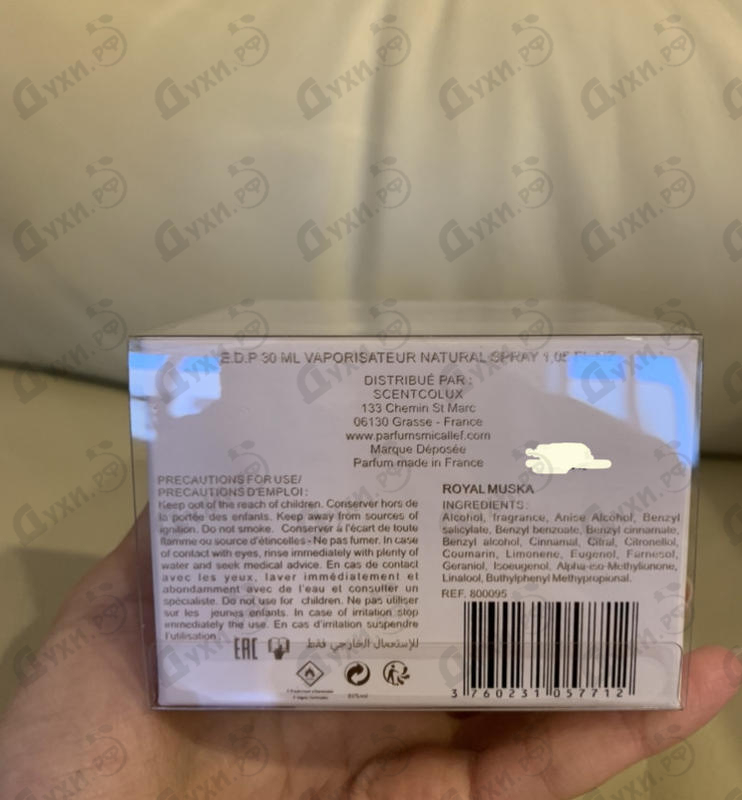 E.D.P 30 ML VAPORISATEUR NATURAL SPRAY 1,05
DISTRIBUÉ PAR :
SCENTCOLUX
133 Chemin St Marc
06130 Grasse - France
www.parfumsmicallef.com
Marque Déposée
Parfum made in France
PRECAUTIONS FOR USE/
PRÉCAUTIONS D'EMPLOI :
Keep out of the reach of children. Conserver hors de
la portée des enfants. Keep away from sources of
ignition. Do not smoke. Conserver à l'écart de toute
flamme ou source d'étincelles - Ne pas fumer. In case
of contact with eyes, rinse immediately with plenty of
water and seek medical advice. En cas de contact
avec les yeux, laver immédiatement et
abondamment avec de l'eau et consulter un
spécialiste. Do not use for children. Ne pas utiliser
sur les jeunes enfants. In case of irritation stop
immediately the use. En cas d'irritation suspendre
l'utilisation
ROYAL MUSKA
INGREDIENTS:
Alcohol, fragrance, Anise Alcohol, Benzyl
salicylate, Benzyl benzoate, Benzyl cinnamate,
Benzyl alcohol, Cinnamal, Citral, Citronellol,
Coumarin, Limonene, Eugenol, Farnesol,
Geraniol, Isoeugenol, Alpha-iso-Methylionne,
Linalool, Buthylphenyl Methypropional.
REF. 800095
EAC
للإستعمال الخارجي فقط
3 760231 057712
Духи.рф